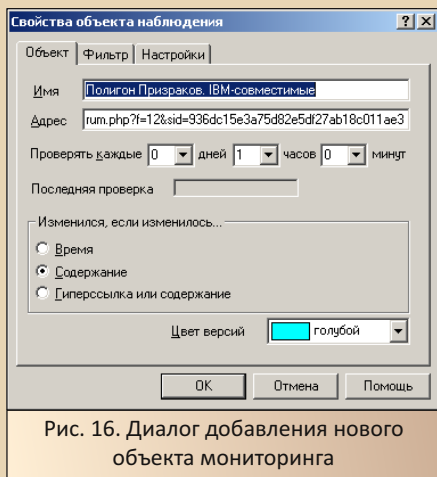 Свойства объекта наблюдения
Объект Фильтр Настройки
Имя Полигон Призраков. IBM-совместимые
Адрес rum.php?f=12&sid=936dc15e3a75d82e5df27ab18c011ae3
Проверять каждые 0 дней 1 часов 0 минут
Последняя проверка
Изменился, если изменилось...
Время
Содержание
Гиперссылка или содержание
Цвет версий голубой
OK Отмена Помощь
Рис. 16. Диалог добавления нового
объекта мониторинга